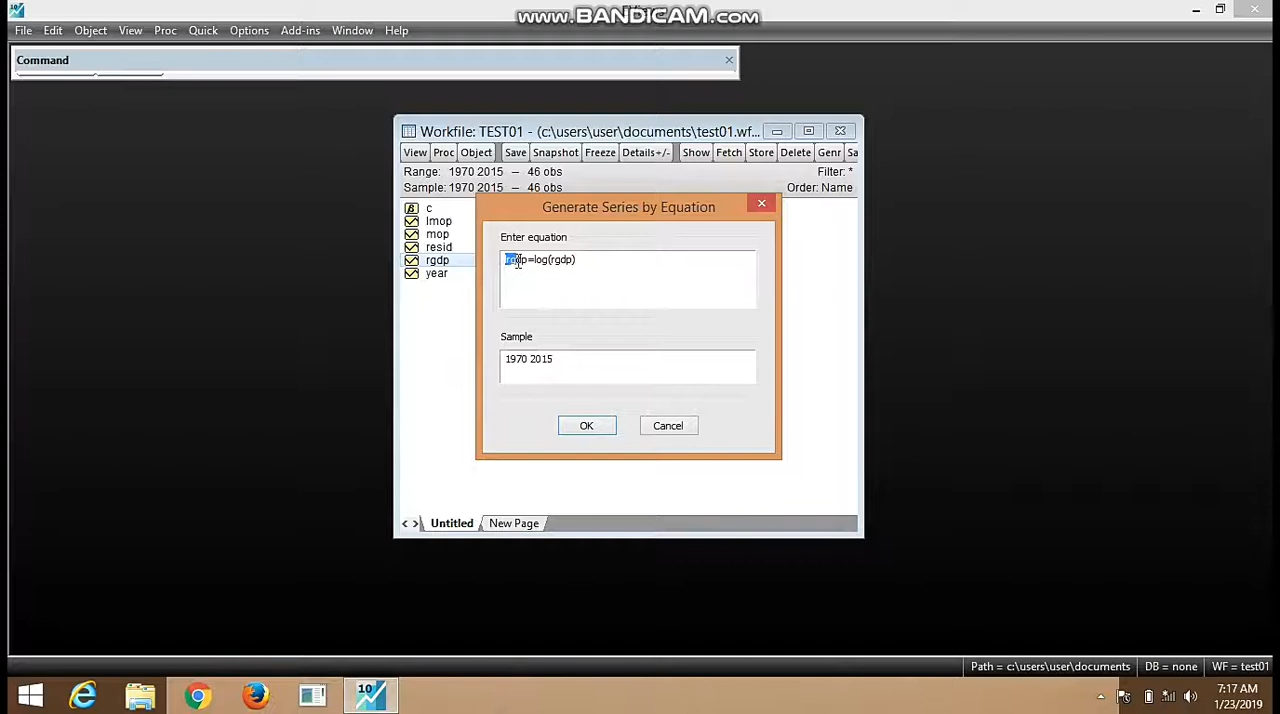 www.BANDICAM.com
File Edit Object View Proc Quick Options Add-ins Window Help
Command
Workfile: TEST01 - (c:\users\user\documents\test01.wf...
View Proc Object Save Snapshot Freeze Details+/- Show Fetch Store Delete Genr Sa
Range: 1970 2015 -- 46 obs
Filter: *
Sample: 1970 2015 -- 46 obs
Order: Name
c
lmop
mop
resid
rgdp
year
Generate Series by Equation
Enter equation
lrgdp=log(rgdp)
Sample
1970 2015
OK
Cancel
Untitled
New Page
Path = c:\users\user\documents DB = none WF = test01
10
7:17 AM
1/23/2019